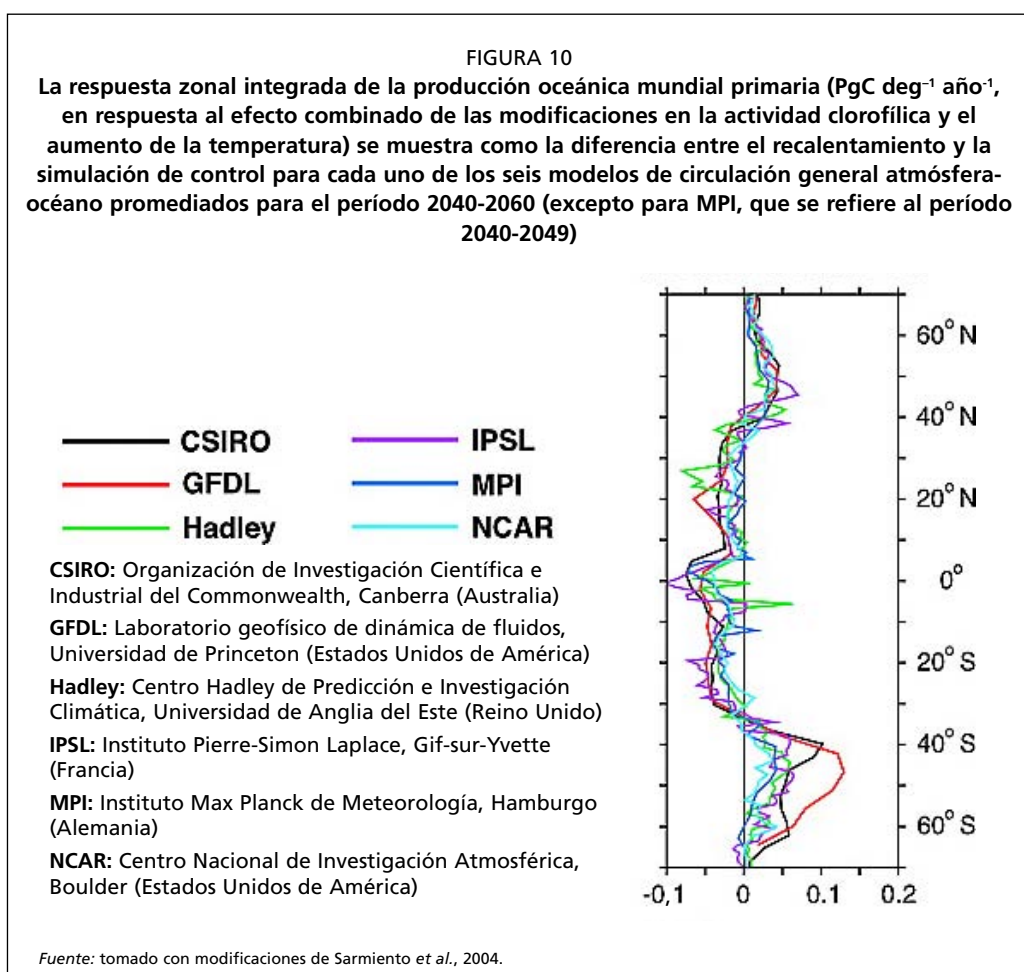 FIGURA 10
La respuesta zonal integrada de la producción oceánica mundial primaria (PgC deg⁻¹ año⁻¹,
en respuesta al efecto combinado de las modificaciones en la actividad clorofílica y el
aumento de la temperatura) se muestra como la diferencia entre el recalentamiento y la
simulación de control para cada uno de los seis modelos de circulación general atmósfera-
océano promediados para el período 2040-2060 (excepto para MPI, que se refiere al período
2040-2049)
CSIRO
IPSL
GFDL
MPI
Hadley
NCAR
CSIRO: Organización de Investigación Científica e
Industrial del Commonwealth, Canberra (Australia)
GFDL: Laboratorio geofísico de dinámica de fluidos,
Universidad de Princeton (Estados Unidos de América)
Hadley: Centro Hadley de Predicción e Investigación
Climática, Universidad de Anglia del Este (Reino Unido)
IPSL: Instituto Pierre-Simon Laplace, Gif-sur-Yvette
(Francia)
MPI: Instituto Max Planck de Meteorología, Hamburgo
(Alemania)
NCAR: Centro Nacional de Investigación Atmosférica,
Boulder (Estados Unidos de América)
60° N
40° N
20° N
0°
20° S
40° S
60° S
-0,1 0 0.1 0.2
Fuente: tomado con modificaciones de Sarmiento et al., 2004.